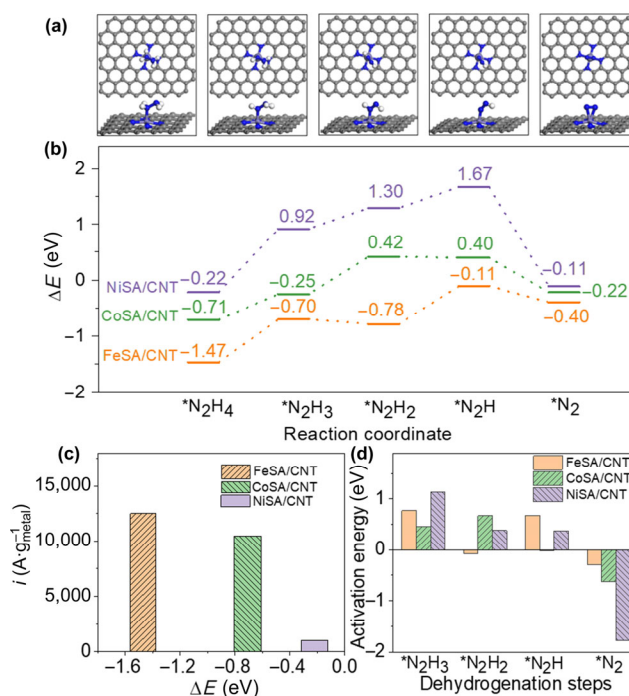 (a)
(b)
2
1
0
−1
−2
ΔE (eV)
−0.22
0.92
1.30
1.67
−0.11
NiSA/CNT
−0.71
−0.25
0.42
0.40
−0.22
CoSA/CNT
−1.47
−0.70
−0.78
−0.11
−0.40
FeSA/CNT
*N2H4
*N2H3
*N2H2
*N2H
*N2
Reaction coordinate
(c)
FeSA/CNT
CoSA/CNT
NiSA/CNT
15,000
10,000
5,000
0
i (A·g−1metal)
−1.6
−1.2
−0.8
−0.4
0.0
ΔE (eV)
(d)
FeSA/CNT
CoSA/CNT
NiSA/CNT
1
0
−1
−2
Activation energy (eV)
*N2H3
*N2H2
*N2H
*N2
Dehydrogenation steps